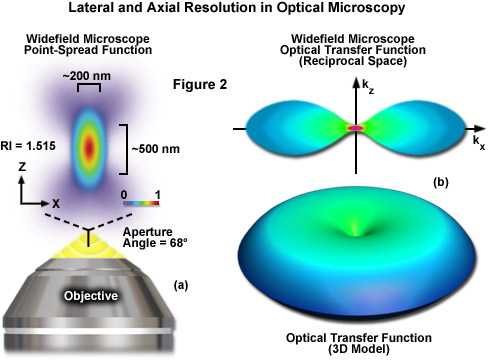 Lateral and Axial Resolution in Optical Microscopy
Widefield Microscope
Point-Spread Function
~200 nm
RI = 1.515
~500 nm
Z
X
0 1
Aperture
Angle = 68°
Objective
(a)
Figure 2
Widefield Microscope
Optical Transfer Function
(Reciprocal Space)
kz
kx
(b)
Optical Transfer Function
(3D Model)